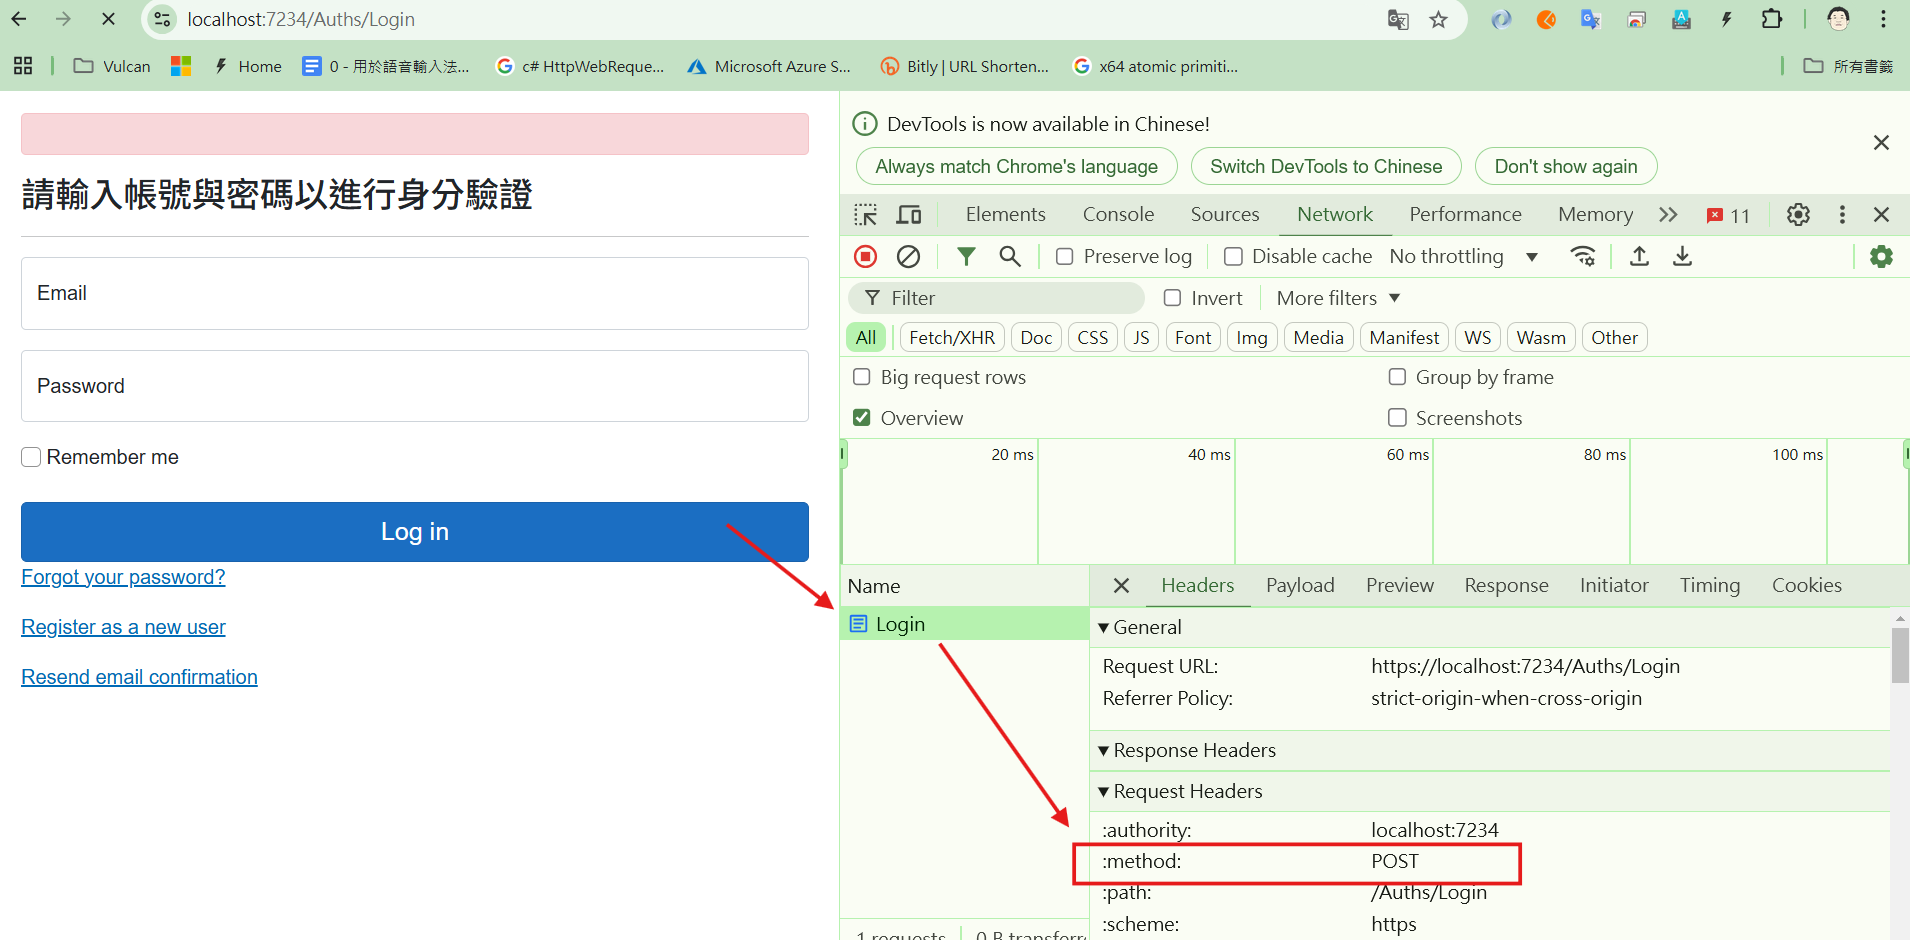 localhost:7234/Auths/Login
Vulcan
Home
0 - 用於語音輸入法...
c# HttpWebReque...
Microsoft Azure S...
Bitly | URL Shorten...
x64 atomic primiti...
所有書籤
請輸入帳號與密碼以進行身分驗證
Email
Password
Remember me
Log in
Forgot your password?
Register as a new user
Resend email confirmation
DevTools is now available in Chinese!
Always match Chrome's language
Switch DevTools to Chinese
Don't show again
Elements Console Sources Network Performance Memory 11
Preserve log Disable cache No throttling
Filter Invert More filters
All Fetch/XHR Doc CSS JS Font Img Media Manifest WS Wasm Other
Big request rows Group by frame
Overview Screenshots
20 ms 40 ms 60 ms 80 ms 100 ms
Name
Login
1 requests 0 B transferre
Headers Payload Preview Response Initiator Timing Cookies
General
Request URL: https://localhost:7234/Auths/Login
Referrer Policy: strict-origin-when-cross-origin
Response Headers
Request Headers
:authority: localhost:7234
:method: POST
:path: /Auths/Login
:scheme: https